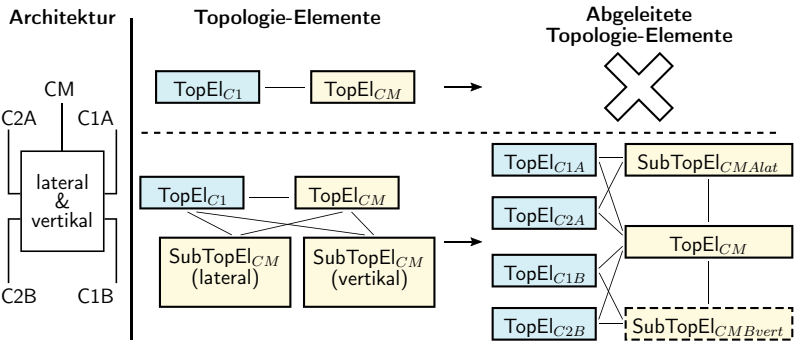 Architektur
Topologie-Elemente
Abgeleitete
Topologie-Elemente
CM
C2A
C1A
lateral
&
vertikal
C2B
C1B
TopEl_C1
TopEl_CM
TopEl_C1
TopEl_CM
SubTopEl_CM
(lateral)
SubTopEl_CM
(vertikal)
TopEl_C1A
SubTopEl_CMAlat
TopEl_C2A
TopEl_CM
TopEl_C1B
TopEl_C2B
SubTopEl_CMBvert